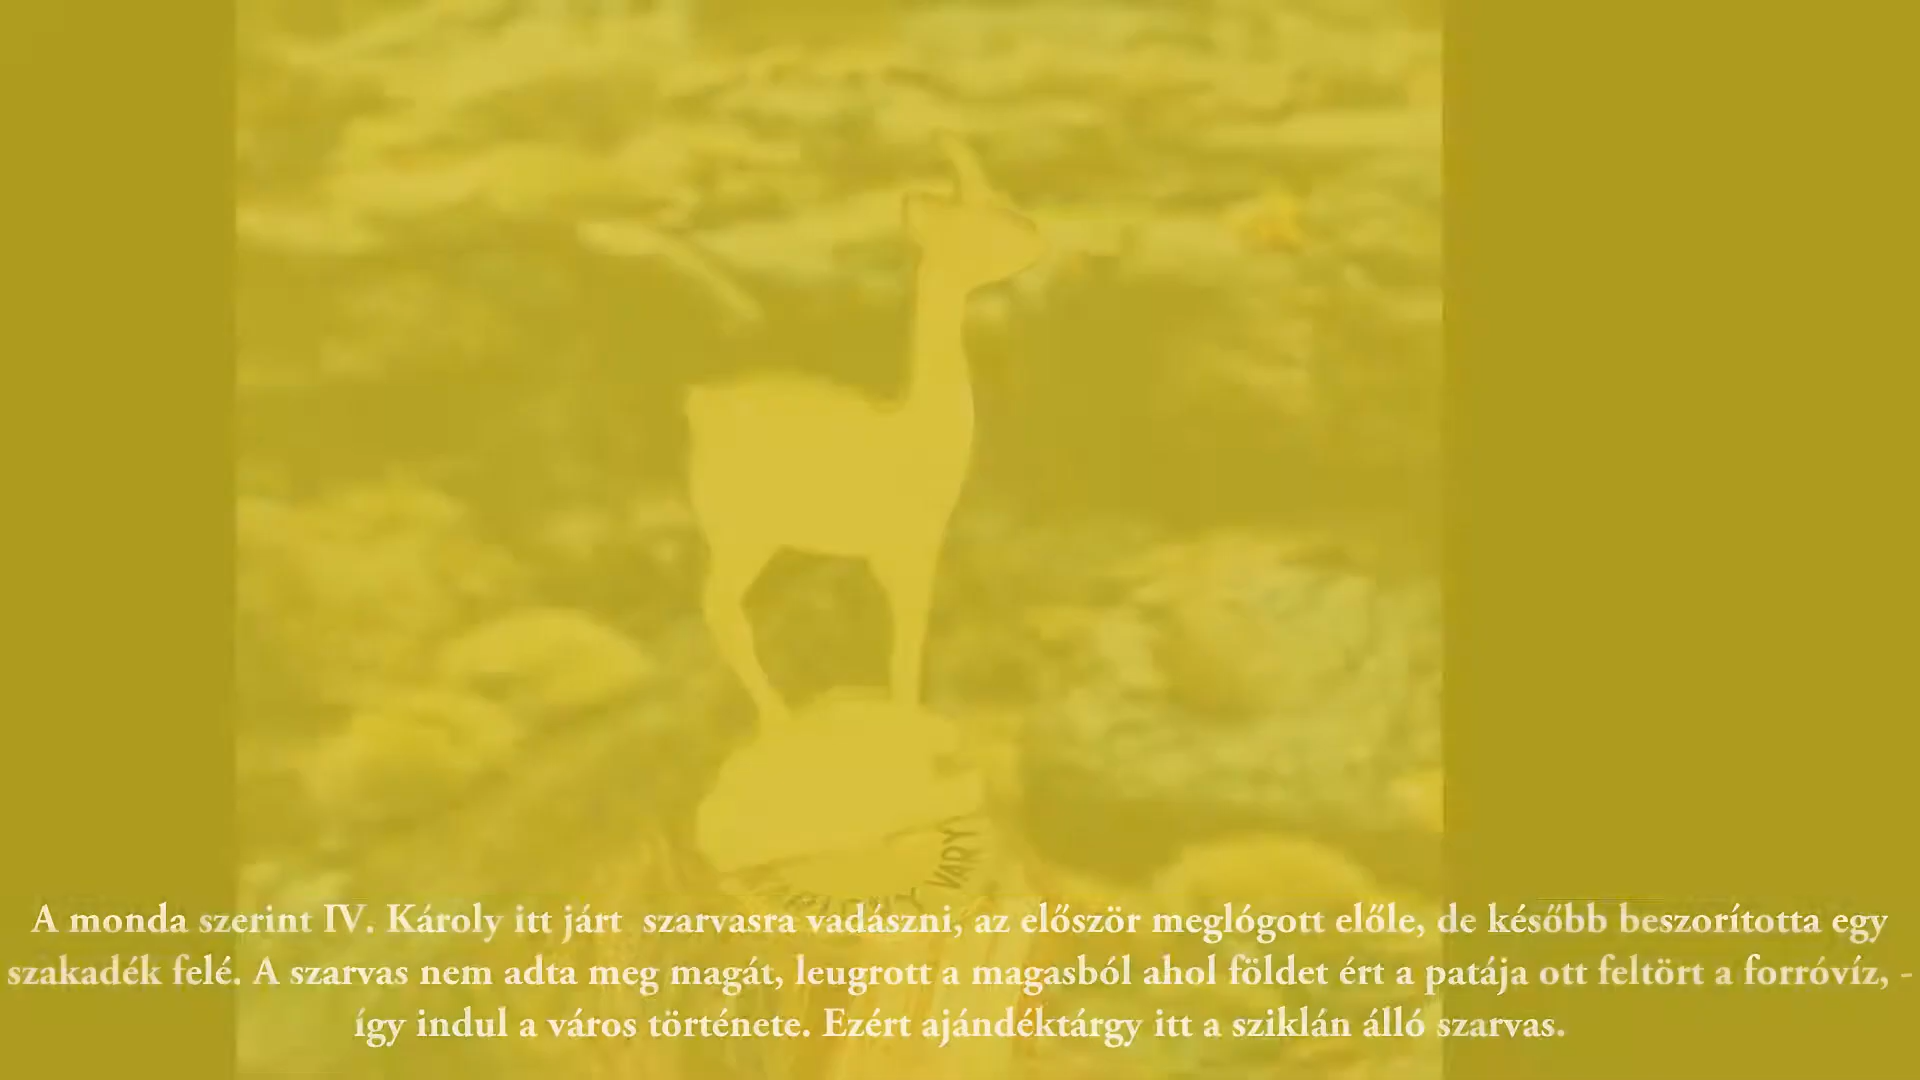 VARY
A monda szerint IV. Károly itt járt szarvasra vadászni, az először meglógott előle, de később beszorította egy
szakadék felé. A szarvas nem adta meg magát, leugrott a magasból ahol földet ért a patája ott feltört a forróvíz, -
így indul a város története. Ezért ajándéktárgy itt a sziklán álló szarvas.